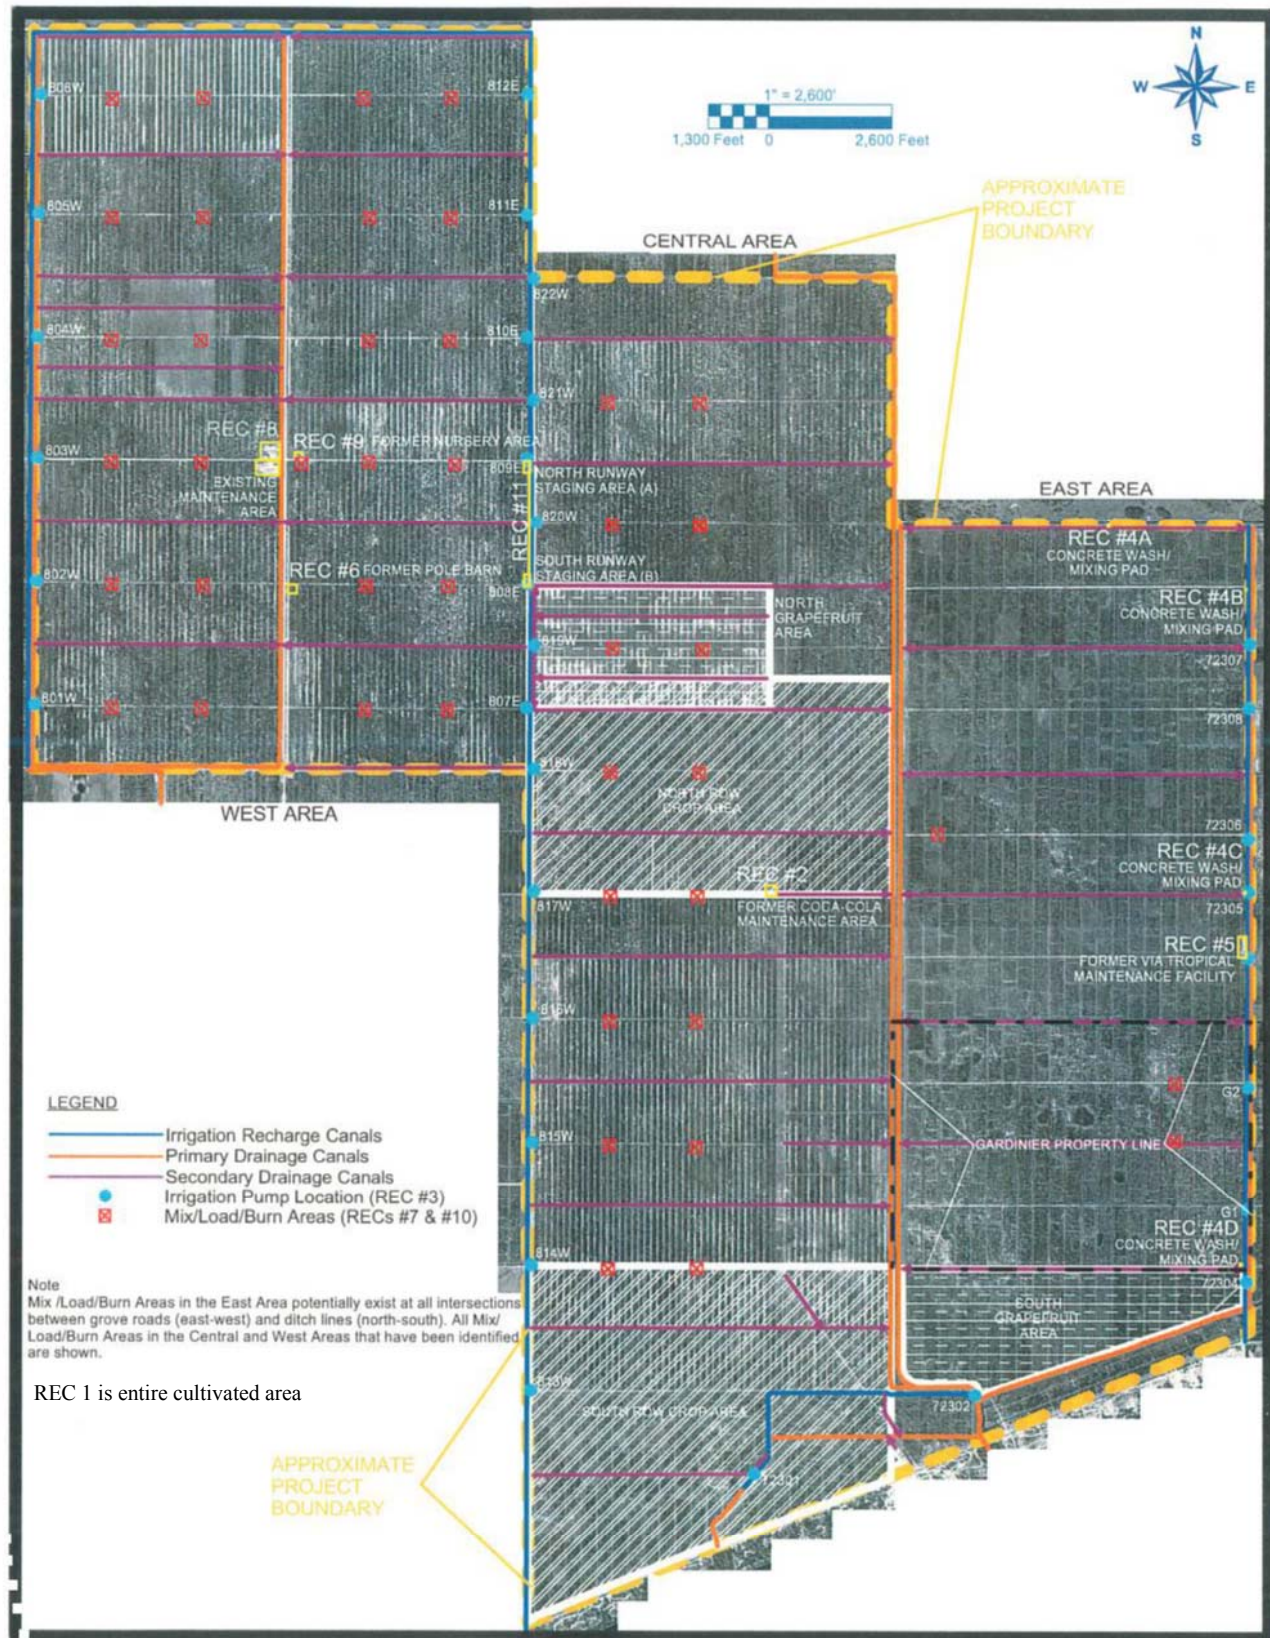 N
W E
S
1" = 2,600'
1,300 Feet 0 2,600 Feet
APPROXIMATE
PROJECT
BOUNDARY
CENTRAL AREA
EAST AREA
WEST AREA
806W
812E
805W
811E
822W
804W
810E
821W
REC #8
REC #9 FORMER NURSERY AREA
803W
809E
EXISTING
MAINTENANCE
AREA
NORTH RUNWAY
STAGING AREA (A)
REC #11
820W
SOUTH RUNWAY
STAGING AREA (B)
REC #6 FORMER POLE BARN
802W
808E
NORTH
GRAPEFRUIT
AREA
819W
801W
807E
818W
NORTH ROW
CROP AREA
REC #2
817W
FORMER COCA-COLA
MAINTENANCE AREA
816W
815W
814W
813W
SOUTH ROW CROP AREA
72301
72302
REC #4A
CONCRETE WASH/
MIXING PAD
REC #4B
CONCRETE WASH/
MIXING PAD
72307
72308
72306
REC #4C
CONCRETE WASH/
MIXING PAD
72305
REC #5
FORMER VIA TROPICAL
MAINTENANCE FACILITY
G2
GARDINIER PROPERTY LINE
G1
REC #4D
CONCRETE WASH/
MIXING PAD
72304
SOUTH
GRAPEFRUIT
AREA
LEGEND
Irrigation Recharge Canals
Primary Drainage Canals
Secondary Drainage Canals
Irrigation Pump Location (REC #3)
Mix/Load/Burn Areas (RECs #7 & #10)
Note
Mix /Load/Burn Areas in the East Area potentially exist at all intersections
between grove roads (east-west) and ditch lines (north-south). All Mix/
Load/Burn Areas in the Central and West Areas that have been identified
are shown.
REC 1 is entire cultivated area
APPROXIMATE
PROJECT
BOUNDARY